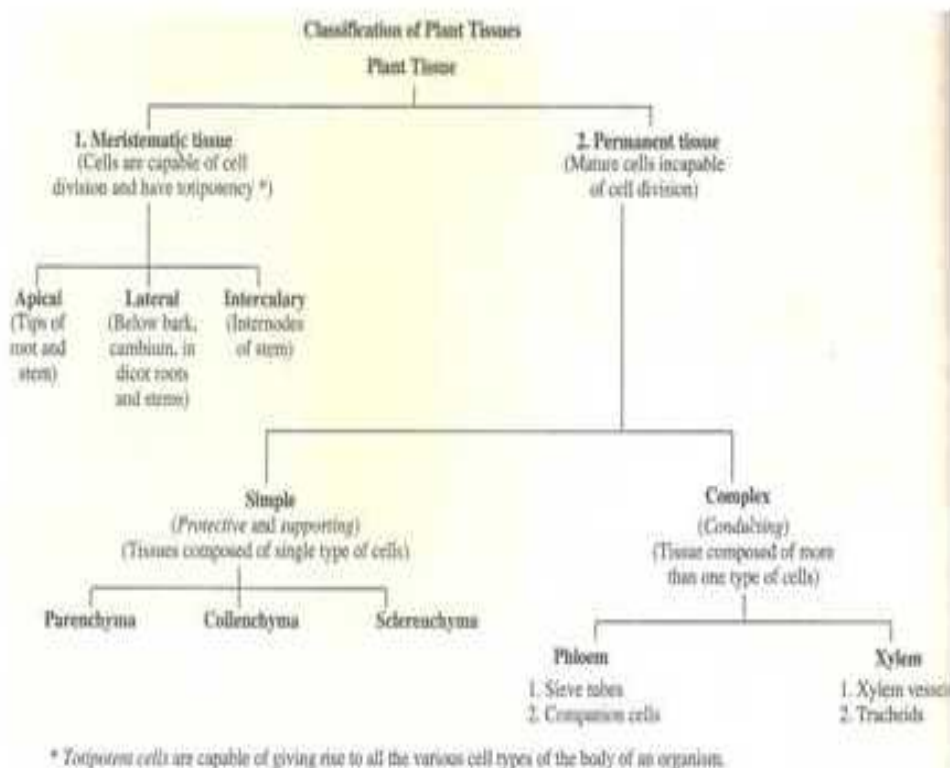 Classification of Plant Tissues
Plant Tissue
1. Meristematic tissue
(Cells are capable of cell
division and have totipotency *)
2. Permanent tissue
(Mature cells incapable
of cell division)
Apical
(Tips of
root and
stem)
Lateral
(Below bark,
cambium, in
dicot roots
and stems)
Intercalary
(Internodes
of stem)
Simple
(Protective and supporting)
(Tissues composed of single type of cells)
Complex
(Conducting)
(Tissue composed of more
than one type of cells)
Parenchyma
Collenchyma
Sclerenchyma
Phloem
1. Sieve tubes
2. Companion cells
Xylem
1. Xylem vesse
2. Tracheids
* Totipotent cells are capable of giving rise to all the various cell types of the body of an organism.